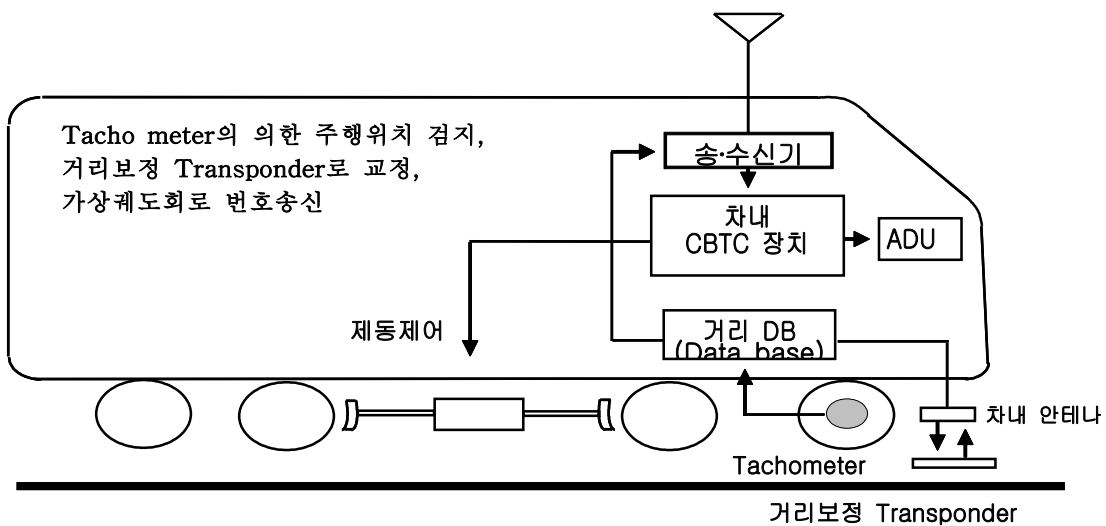 Tacho meter의 의한 주행위치 검지,
거리보정 Transponder로 교정,
가상궤도회로 번호송신
송·수신기
차내
CBTC 장치
ADU
제동제어
거리 DB
(Data base)
차내 안테나
Tachometer
거리보정 Transponder